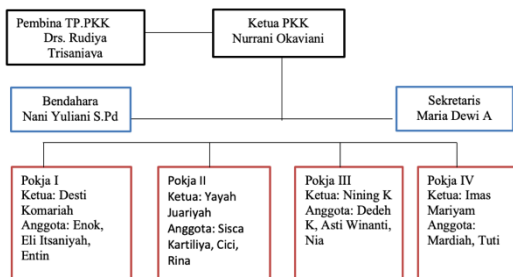 Pembina TP.PKK
Drs. Rudiya
Trisaniava
Ketua PKK
Nurrani Okaviani
Bendahara
Nani Yuliani S.Pd
Sekretaris
Maria Dewi A
Pokja I
Ketua: Desti
Komariah
Anggota: Enok,
Eli Itsaniyah,
Entin
Pokja II
Ketua: Yayah
Juariyah
Anggota: Sisca
Kartiliya, Cici,
Rina
Pokja III
Ketua: Nining K
Anggota: Dedeh
K, Asti Winanti,
Nia
Pokja IV
Ketua: Imas
Mariyam
Anggota:
Mardiah, Tuti